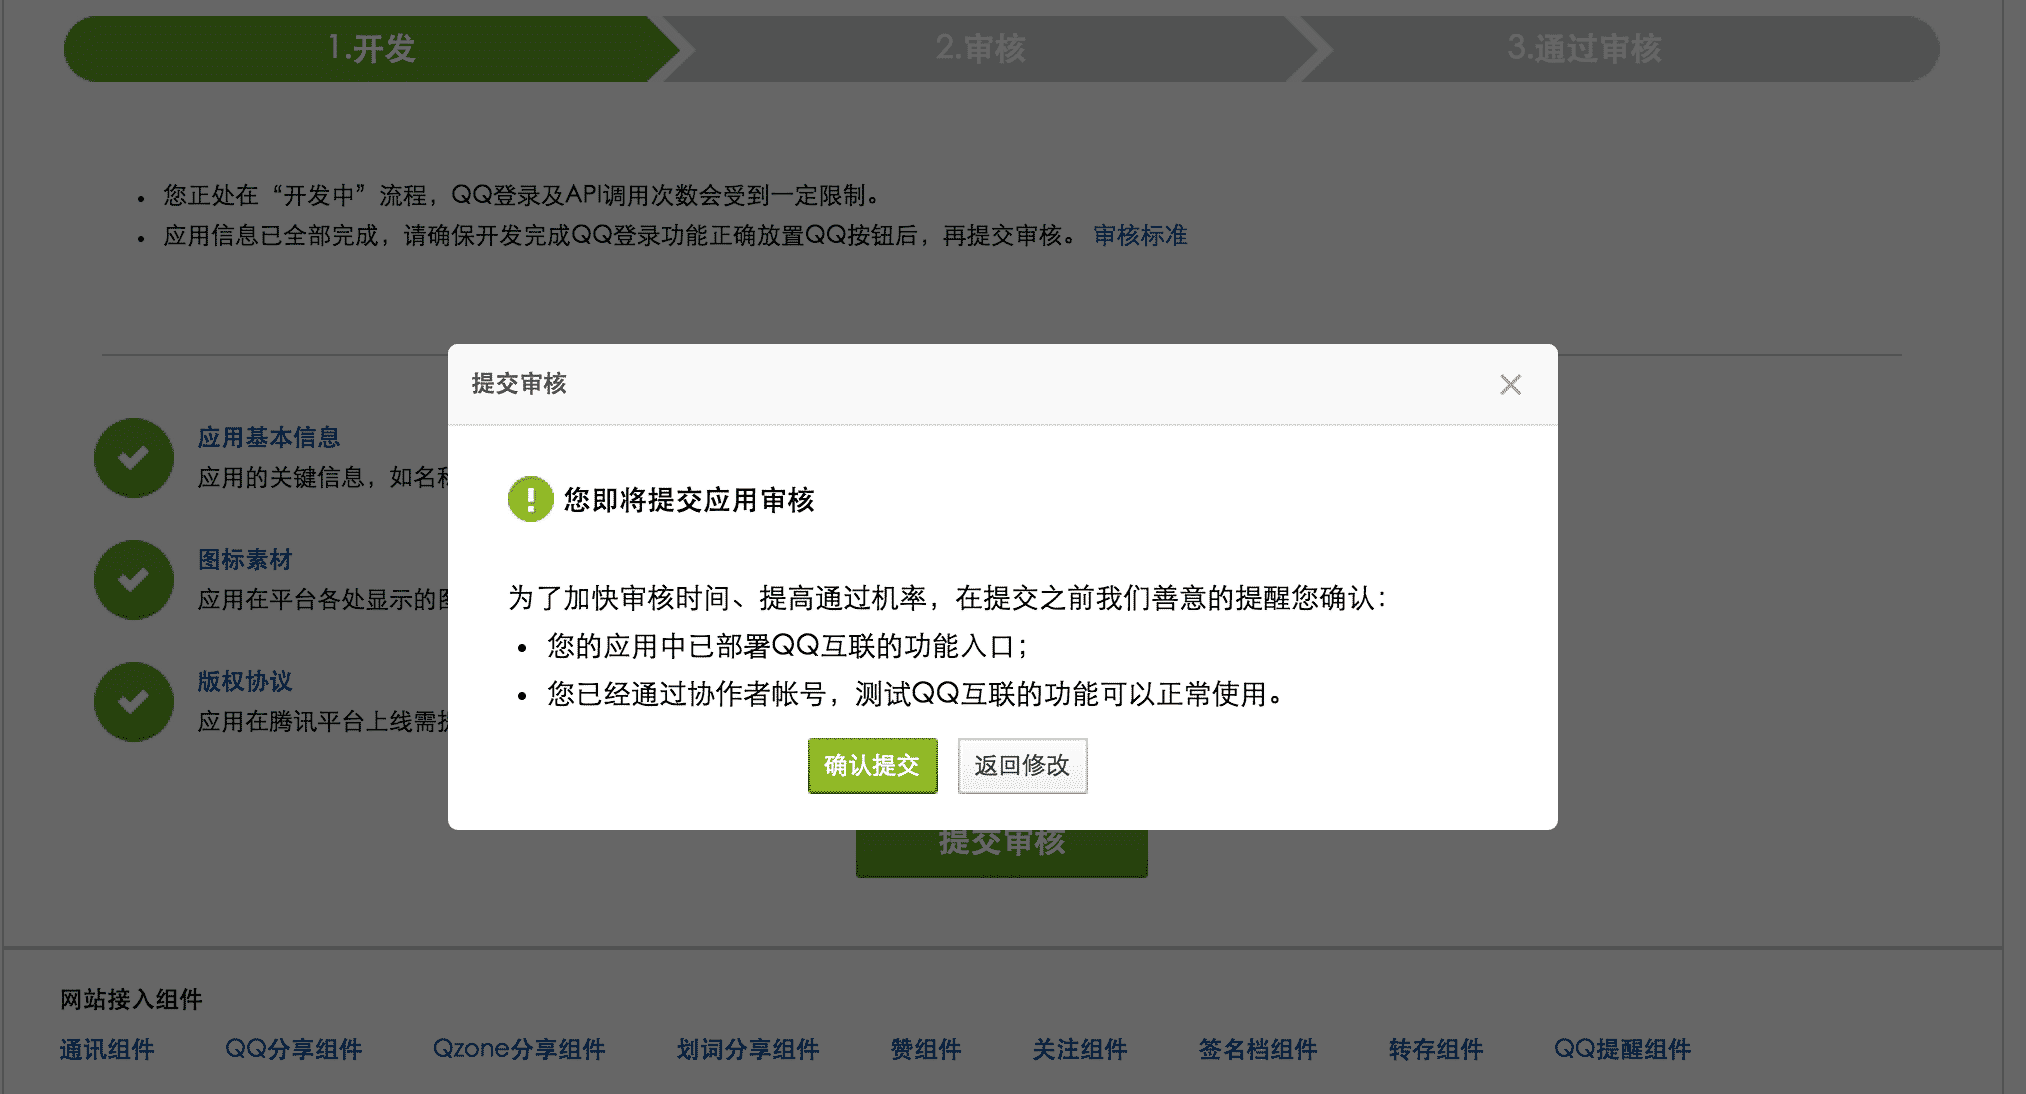 1.开发
2.审核
3.通过审核
您正处在“开发中”流程，QQ登录及API调用次数会受到一定限制。
应用信息已全部完成，请确保开发完成QQ登录功能正确放置QQ按钮后，再提交审核。 审核标准
提交审核
应用基本信息
应用的关键信息，如名
您即将提交应用审核
图标素材
应用在平台各处显示的
为了加快审核时间、提高通过机率，在提交之前我们善意的提醒您确认：
您的应用中已部署QQ互联的功能入口；
版权协议
您已经通过协作者帐号，测试QQ互联的功能可以正常使用。
应用在腾讯平台上线需
确认提交
返回修改
提交审核
网站接入组件
通讯组件 QQ分享组件 Qzone分享组件 划词分享组件 赞组件 关注组件 签名档组件 转存组件 QQ提醒组件